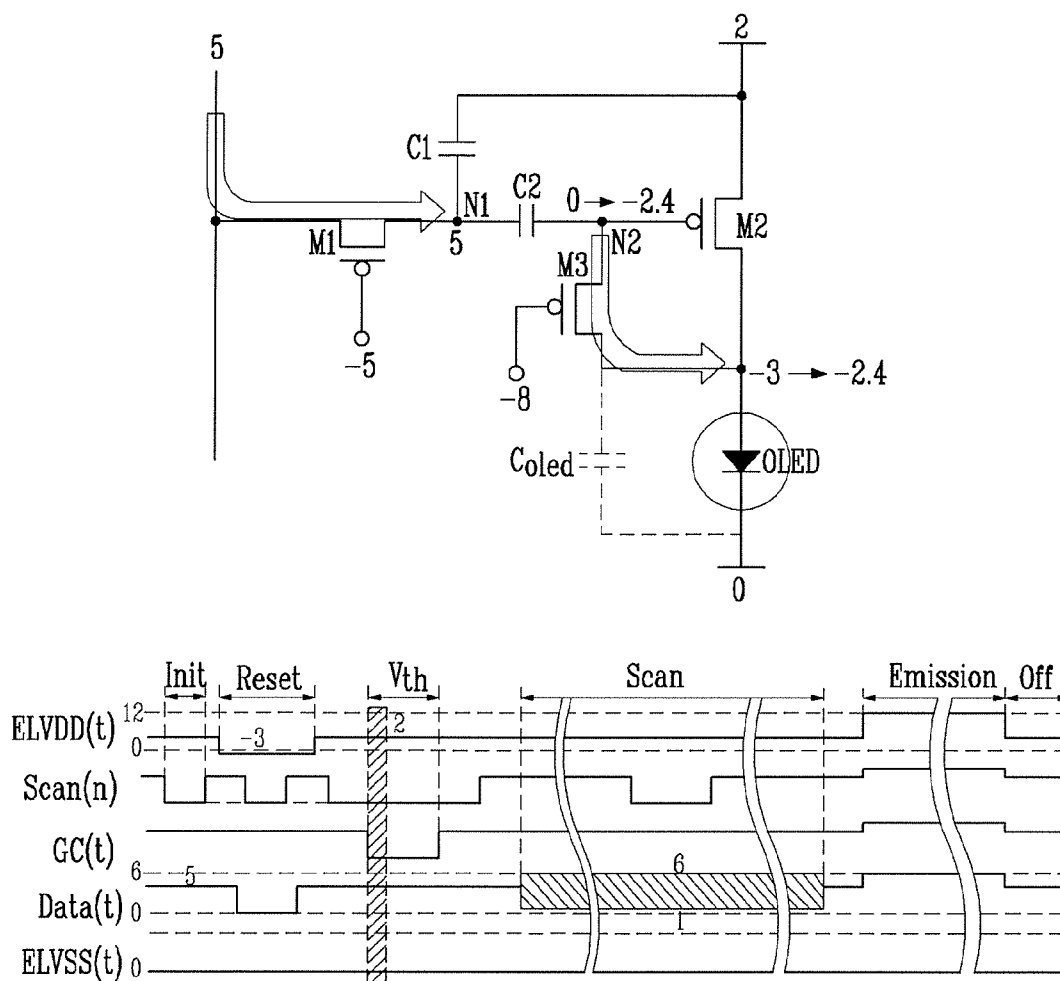 2
5
C1
C2
0 → -2.4
N1
5
N2
M2
M1
M3
-5
-8
-3 → -2.4
Coled
OLED
0
Init
Reset
Vth
Scan
Emission
Off
ELVDD(t)
12
0
-3
2
Scan(n)
GC(t)
Data(t)
6
5
0
6
1
ELVSS(t)
0